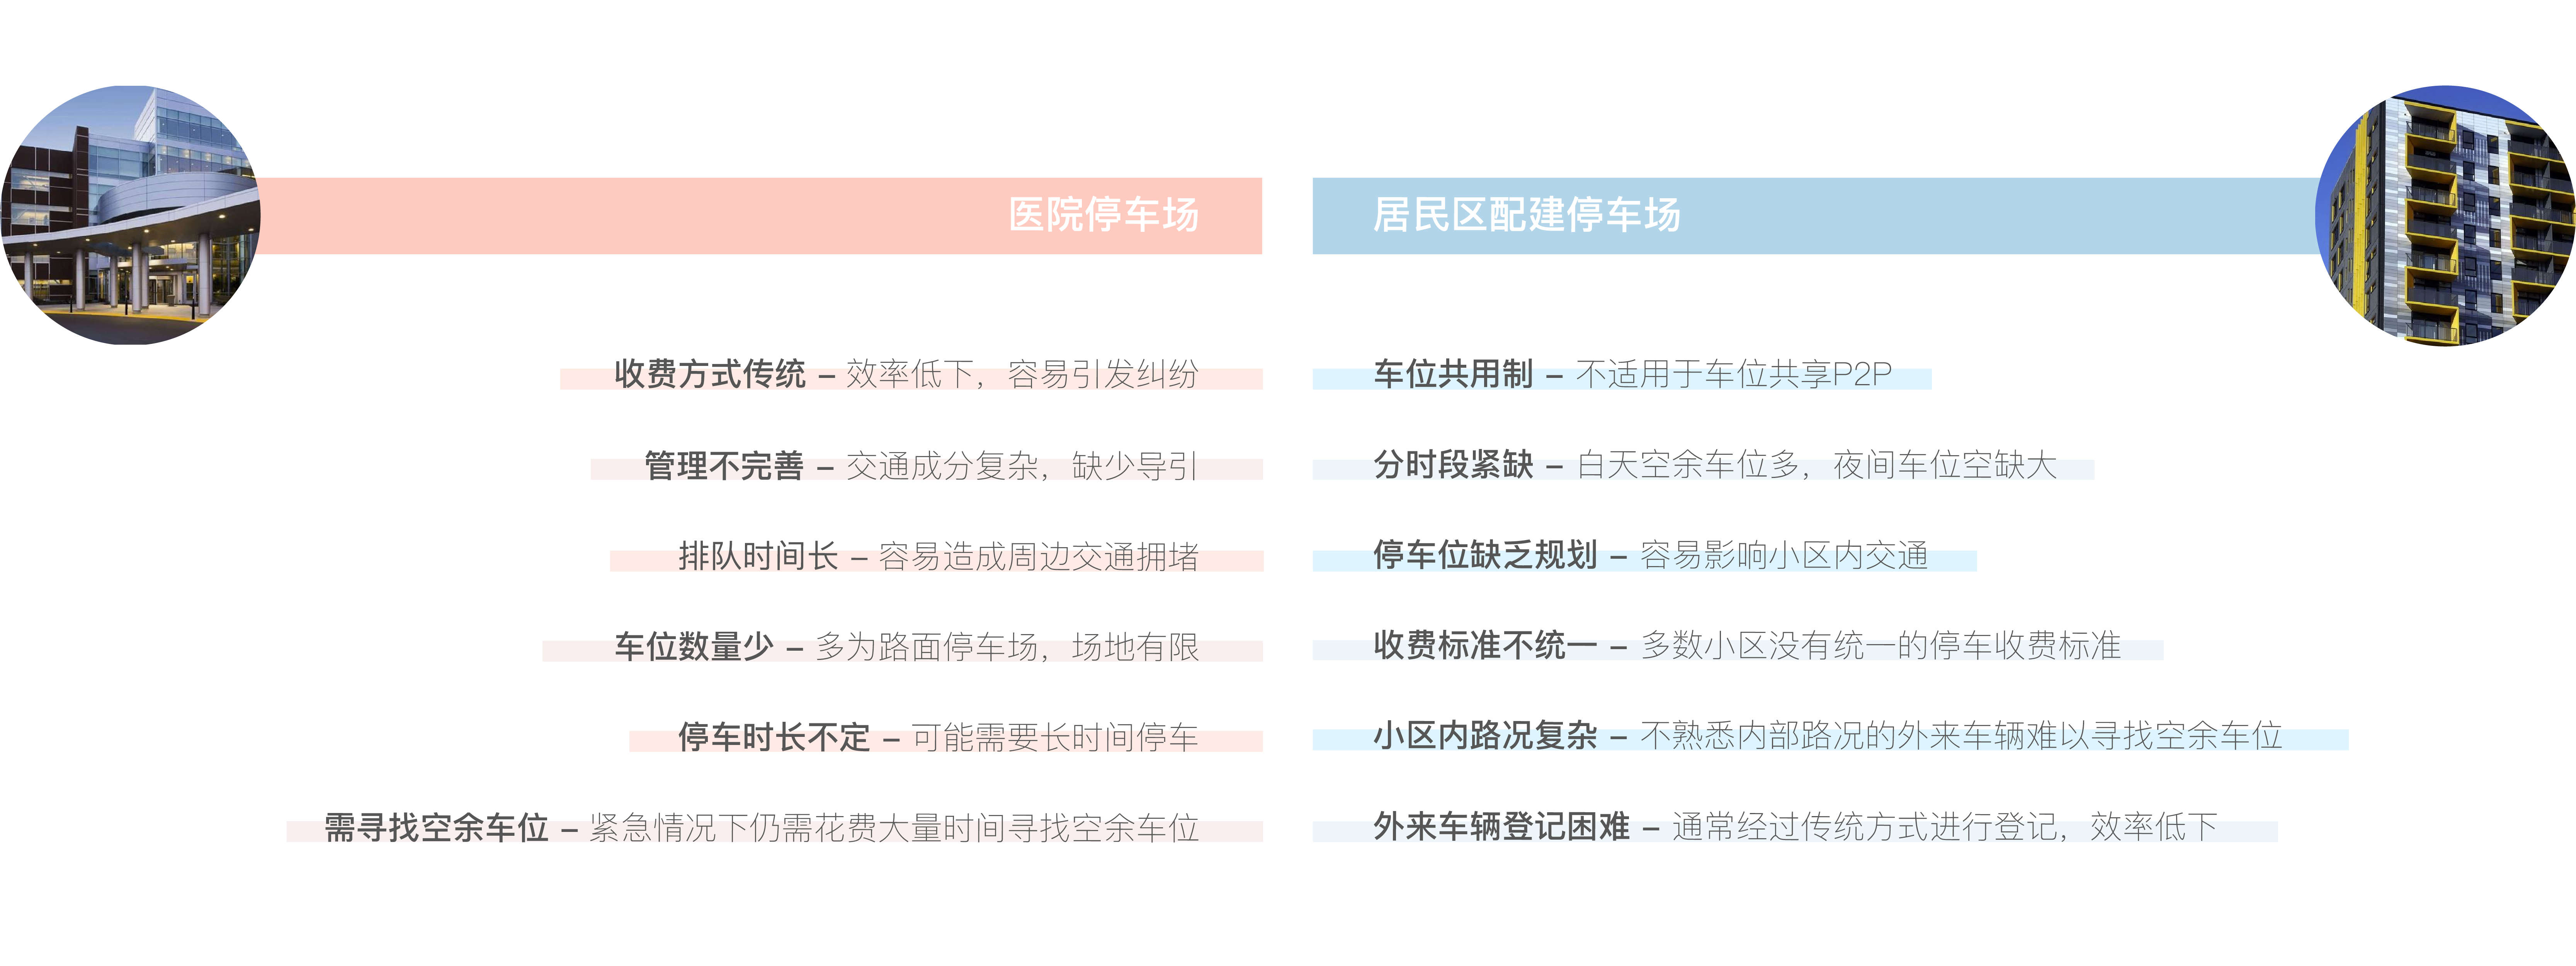 医院停车场
收费方式传统 – 效率低下，容易引发纠纷
管理不完善 – 交通成分复杂，缺少导引
排队时间长 – 容易造成周边交通拥堵
车位数量少 – 多为路面停车场，场地有限
停车时长不定 – 可能需要长时间停车
需寻找空余车位 – 紧急情况下仍需花费大量时间寻找空余车位
居民区配建停车场
车位共用制 – 不适用于车位共享P2P
分时段紧缺 – 白天空余车位多，夜间车位空缺大
停车位缺乏规划 – 容易影响小区内交通
收费标准不统一 – 多数小区没有统一的停车收费标准
小区内路况复杂 – 不熟悉内部路况的外来车辆难以寻找空余车位
外来车辆登记困难 – 通常经过传统方式进行登记，效率低下